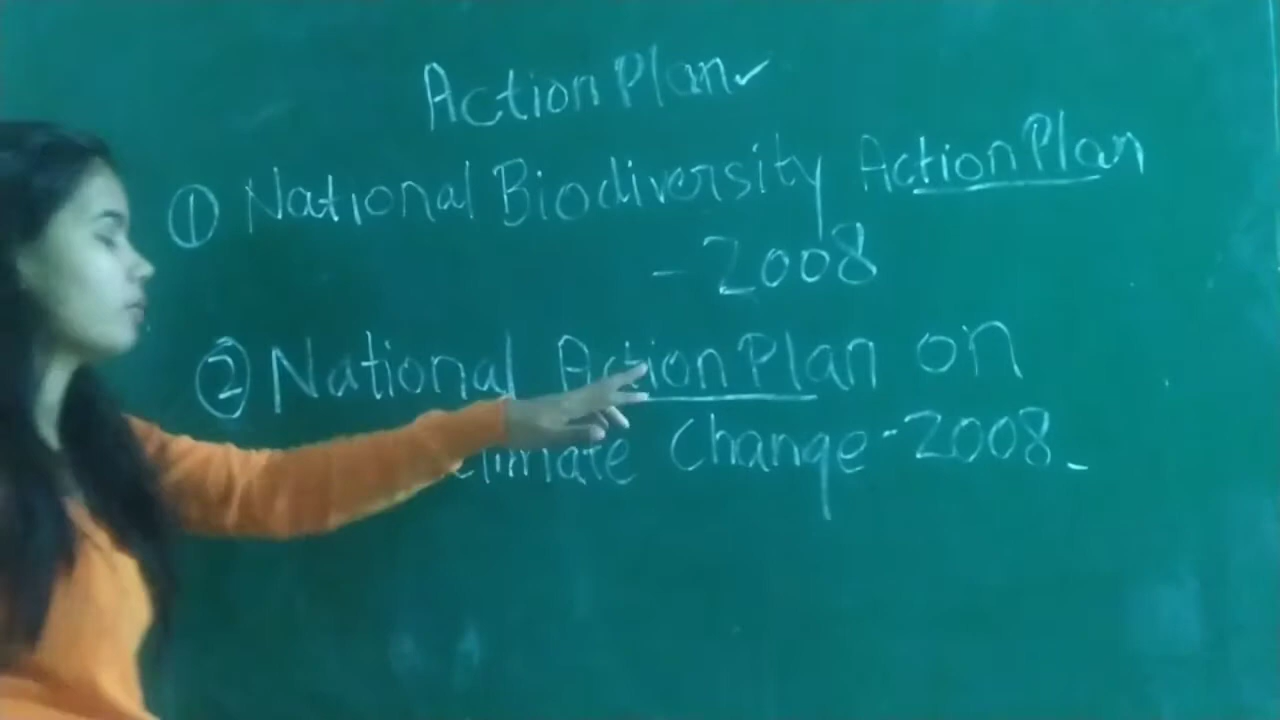 Action Plan✓
① National Biodiversity Action Plan
- 2008
② National Action Plan on
Climate Change - 2008.